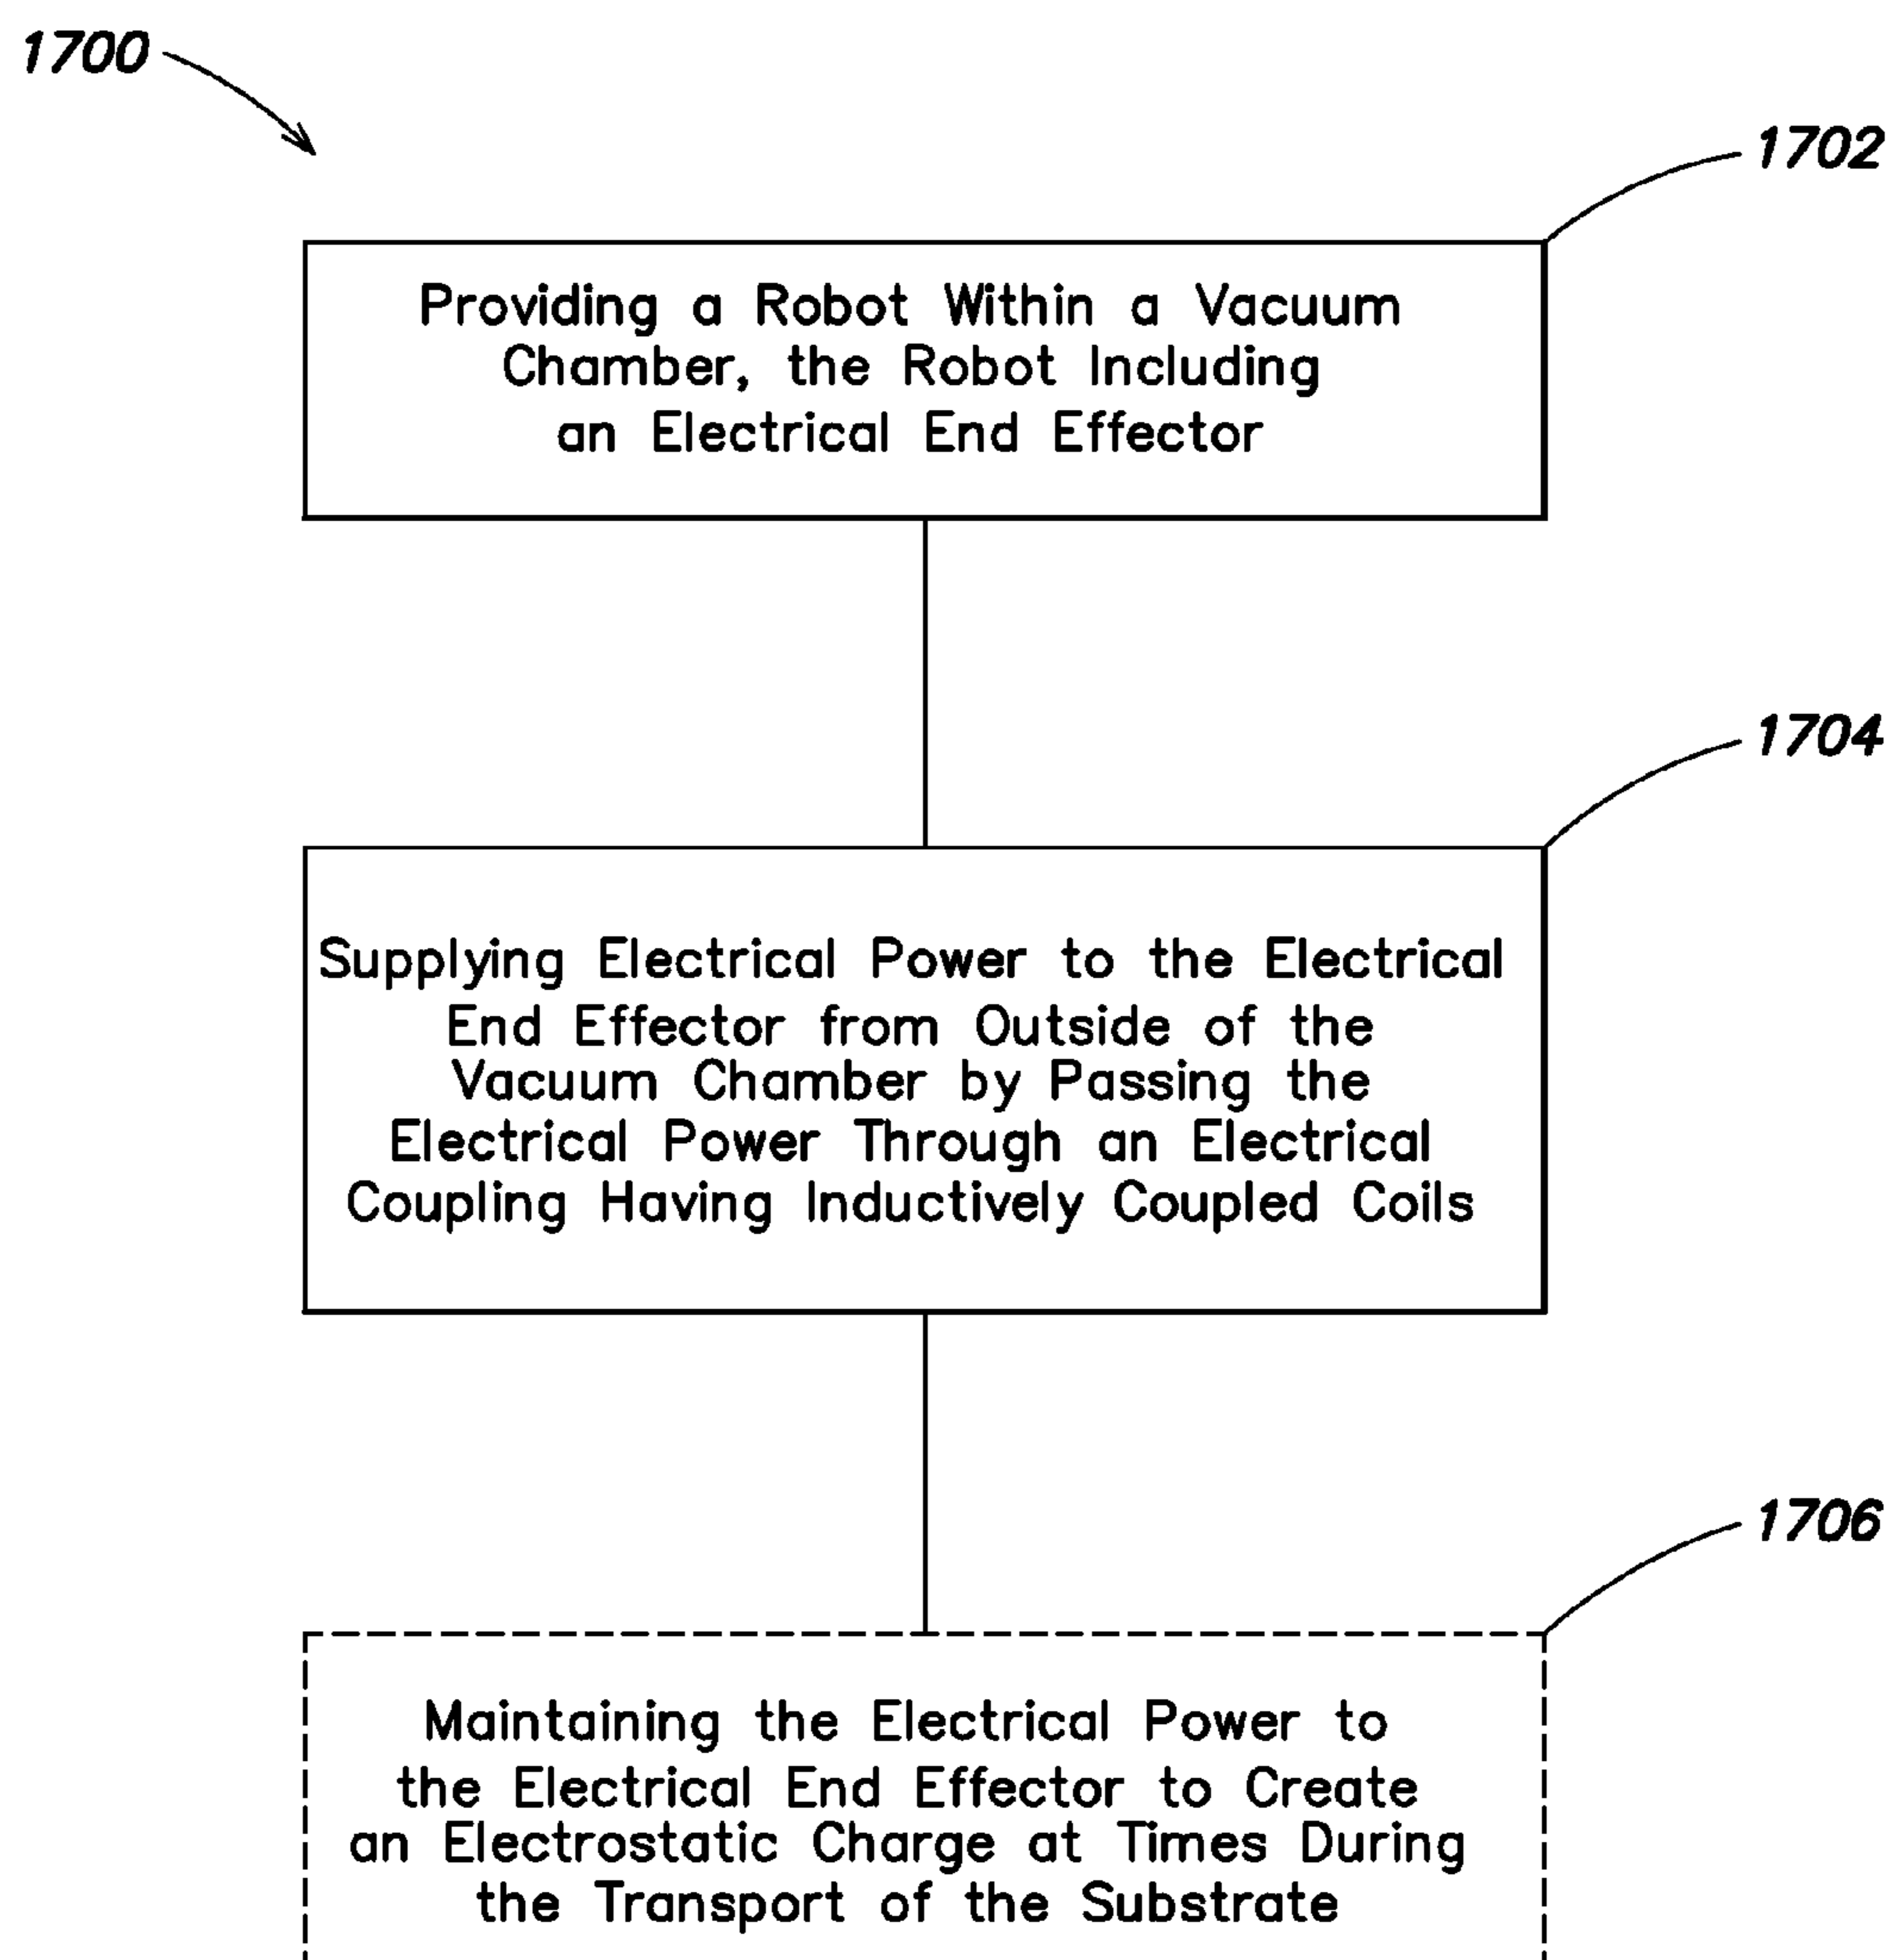 1700
1702
Providing a Robot Within a Vacuum
Chamber, the Robot Including
an Electrical End Effector
1704
Supplying Electrical Power to the Electrical
End Effector from Outside of the
Vacuum Chamber by Passing the
Electrical Power Through an Electrical
Coupling Having Inductively Coupled Coils
1706
Maintaining the Electrical Power to
the Electrical End Effector to Create
an Electrostatic Charge at Times During
the Transport of the Substrate